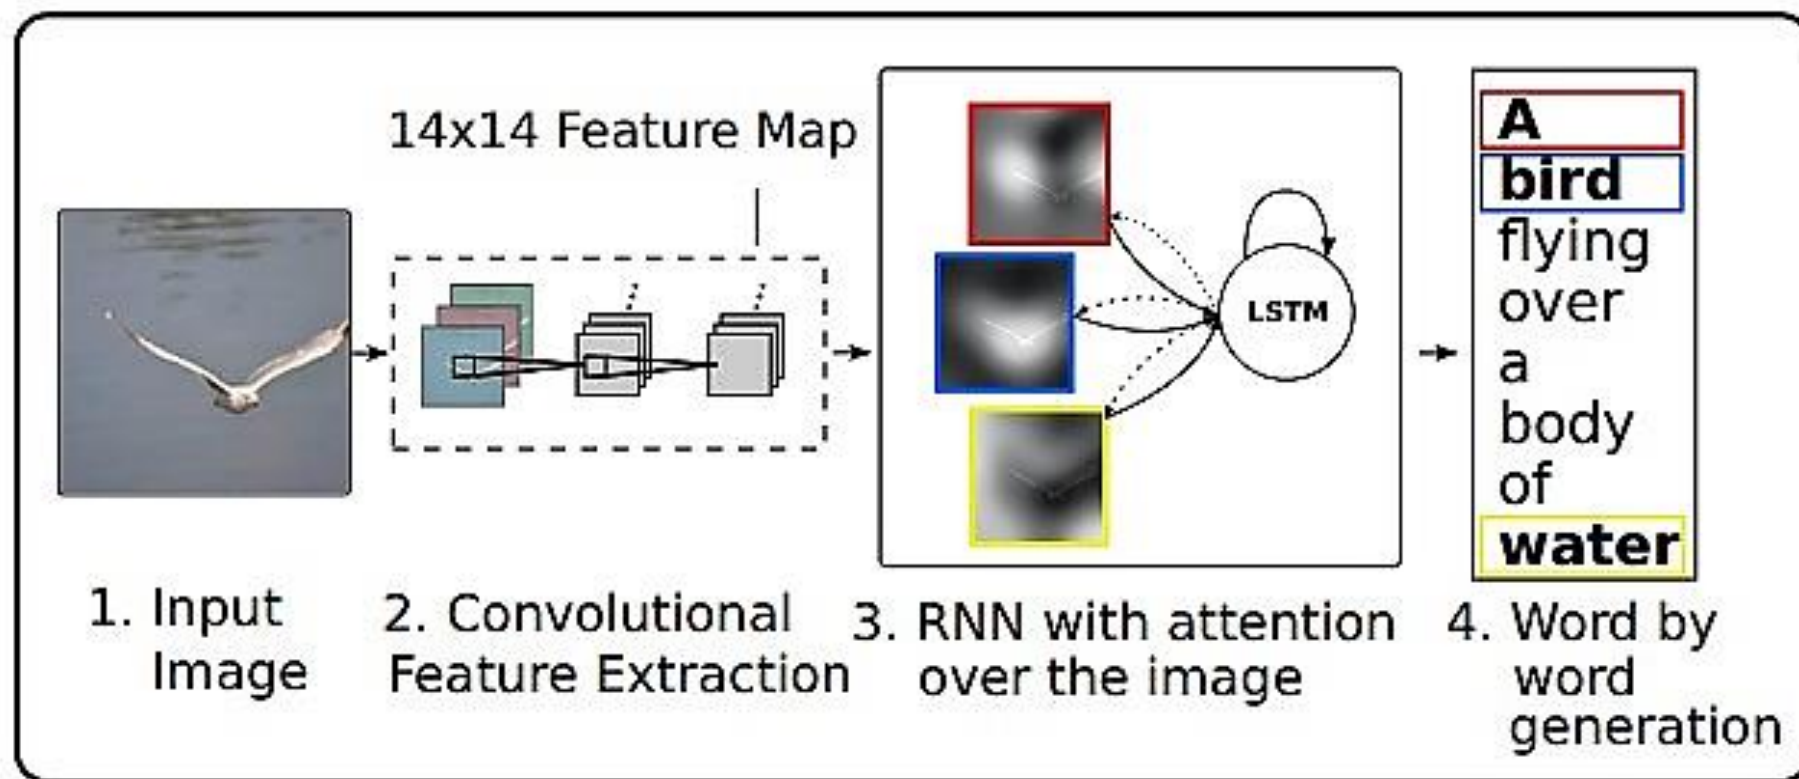 14x14 Feature Map
LSTM
A
bird
flying
over
a
body
of
water
1. Input
Image
2. Convolutional
Feature Extraction
3. RNN with attention
over the image
4. Word by
word
generation